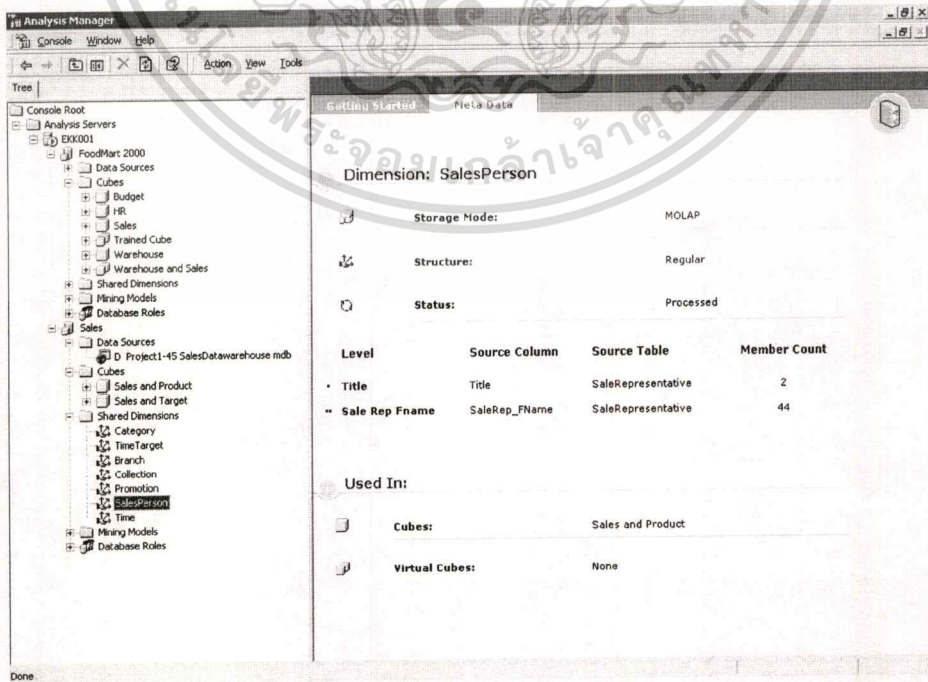 Analysis Manager
Console Window Help
Action View Tools
Tree
Console Root
Analysis Servers
EKK001
FoodMart 2000
Data Sources
Cubes
Budget
HR
Sales
Trained Cube
Warehouse
Warehouse and Sales
Shared Dimensions
Mining Models
Database Roles
Sales
Data Sources
D Project1-45 SalesDatawarehouse mdb
Cubes
Sales and Product
Sales and Target
Shared Dimensions
Category
TimeTarget
Branch
Collection
Promotion
SalesPerson
Time
Mining Models
Database Roles
Getting Started Meta Data
Dimension: SalesPerson
Storage Mode: MOLAP
Structure: Regular
Status: Processed
Level Source Column Source Table Member Count
Title Title SaleRepresentative 2
Sale Rep Fname SaleRep_FName SaleRepresentative 44
Used In:
Cubes: Sales and Product
Virtual Cubes: None
Done